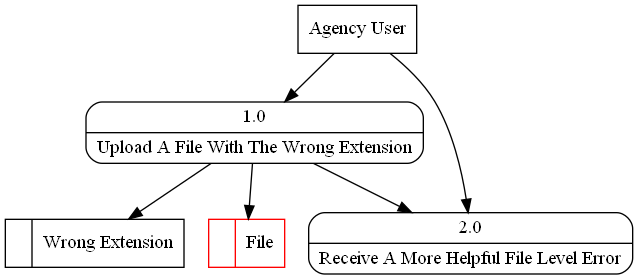 Agency User
1.0
Upload A File With The Wrong Extension
Wrong Extension
File
2.0
Receive A More Helpful File Level Error